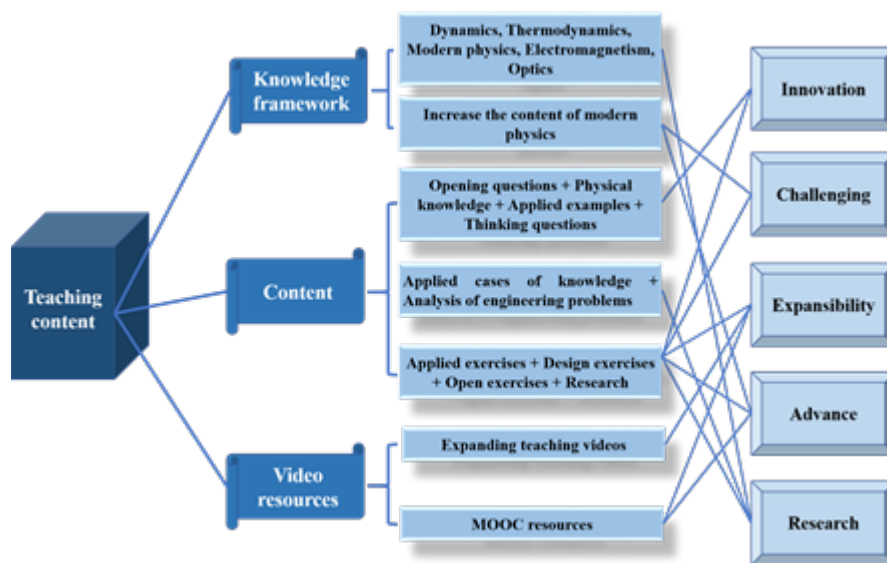 Teaching
content
Knowledge
framework
Content
Video
resources
Dynamics, Thermodynamics,
Modern physics, Electromagnetism,
Optics
Increase the content of modern
physics
Opening questions + Physical
knowledge + Applied examples +
Thinking questions
Applied cases of knowledge +
Analysis of engineering problems
Applied exercises + Design exercises
+ Open exercises + Research
Expanding teaching videos
MOOC resources
Innovation
Challenging
Expansibility
Advance
Research